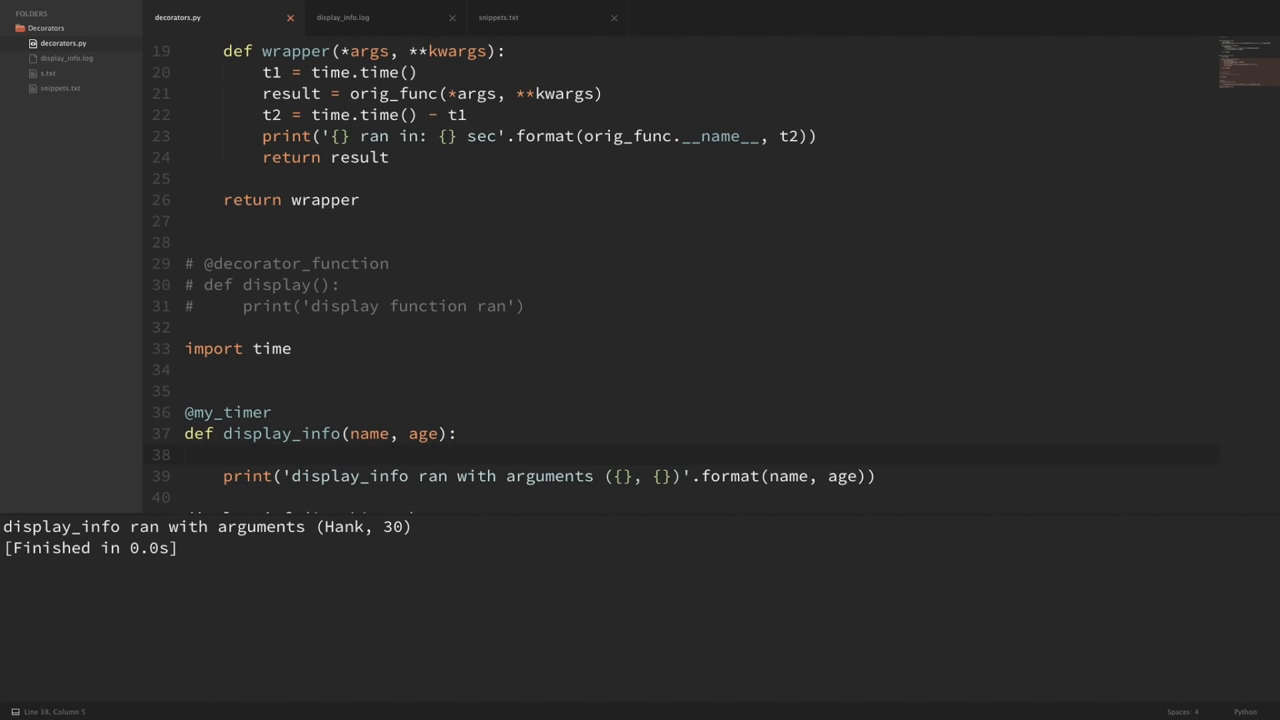 FOLDERS
Decorators
decorators.py
display_info.log
s.txt
snippets.txt
decorators.py
display_info.log
snippets.txt
19     def wrapper(*args, **kwargs):
20         t1 = time.time()
21         result = orig_func(*args, **kwargs)
22         t2 = time.time() - t1
23         print('{} ran in: {} sec'.format(orig_func.__name__, t2))
24         return result
25
26     return wrapper
27
28
29 # @decorator_function
30 # def display():
31 #     print('display function ran')
32
33 import time
34
35
36 @my_timer
37 def display_info(name, age):
38
39     print('display_info ran with arguments ({}, {})'.format(name, age))
40
display_info ran with arguments (Hank, 30)
[Finished in 0.0s]
Line 38, Column 5
Spaces: 4
Python